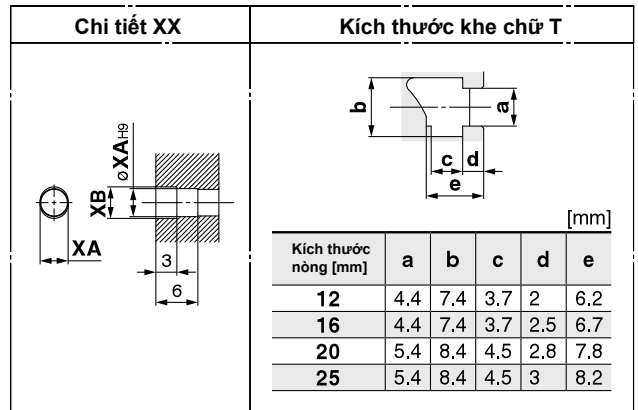 Chi tiết XX
Kích thước khe chữ T
øXAH9
XB
XA
3
6
b
a
c d
e
[mm]
Kích thước nòng [mm] a b c d e
12 4.4 7.4 3.7 2 6.2
16 4.4 7.4 3.7 2.5 6.7
20 5.4 8.4 4.5 2.8 7.8
25 5.4 8.4 4.5 3 8.2